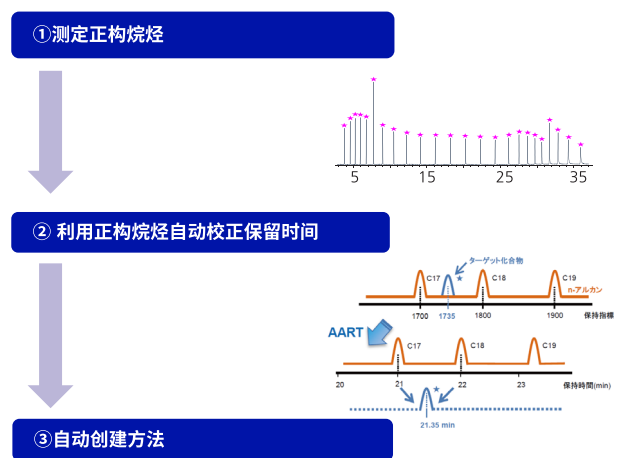 ①测定正构烷烃
5 15 25 35
② 利用正构烷烃自动校正保留时间
ターゲット化合物
C17 C18 C19
n-アルカン
1700 1735 1800 1900 保持指標
AART
C17 C18 C19
20 21 22 23 保持時間(min)
21.35 min
③自动创建方法